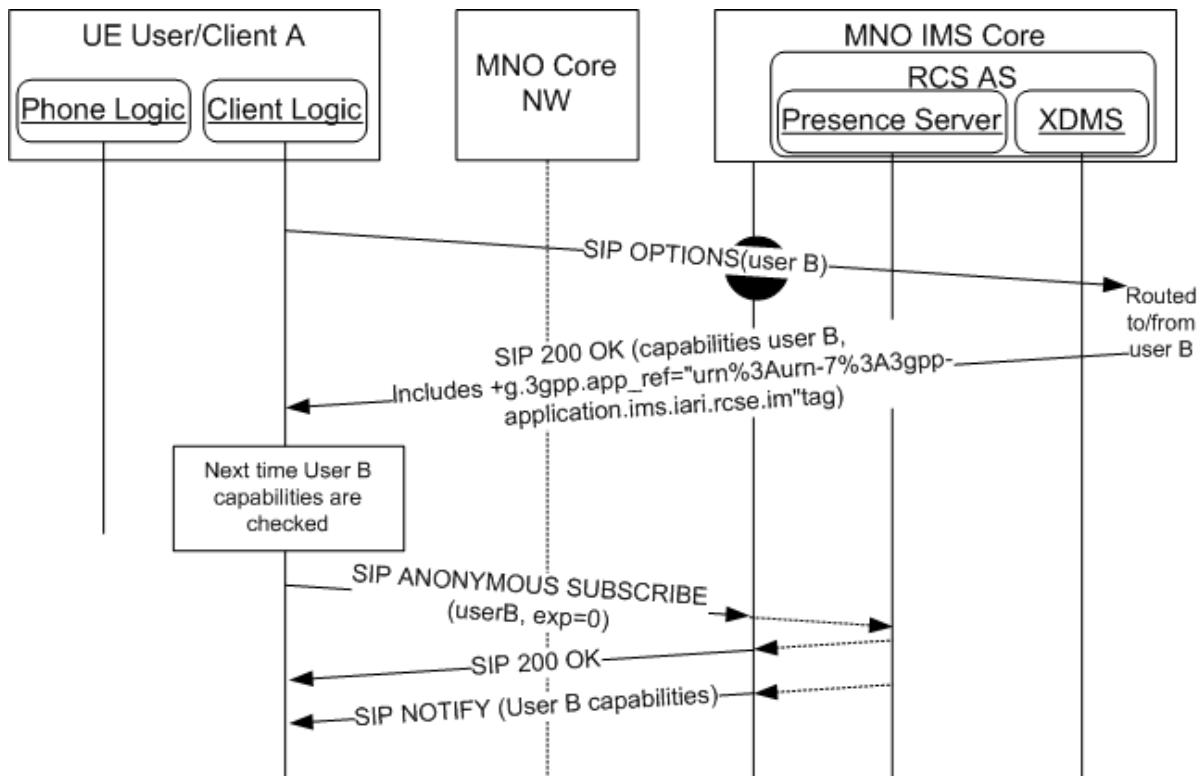 UE User/Client A
Phone Logic
Client Logic
MNO Core
NW
MNO IMS Core
RCS AS
Presence Server
XDMS
SIP OPTIONS(user B)
Routed
to/from
user B
SIP 200 OK (capabilities user B,
Includes +g.3gpp.app_ref="urn%3Aurn-7%3A3gpp-
application.ims.iari.rcse.im"tag)
Next time User B
capabilities are
checked
SIP ANONYMOUS SUBSCRIBE
(userB, exp=0)
SIP 200 OK
SIP NOTIFY (User B capabilities)